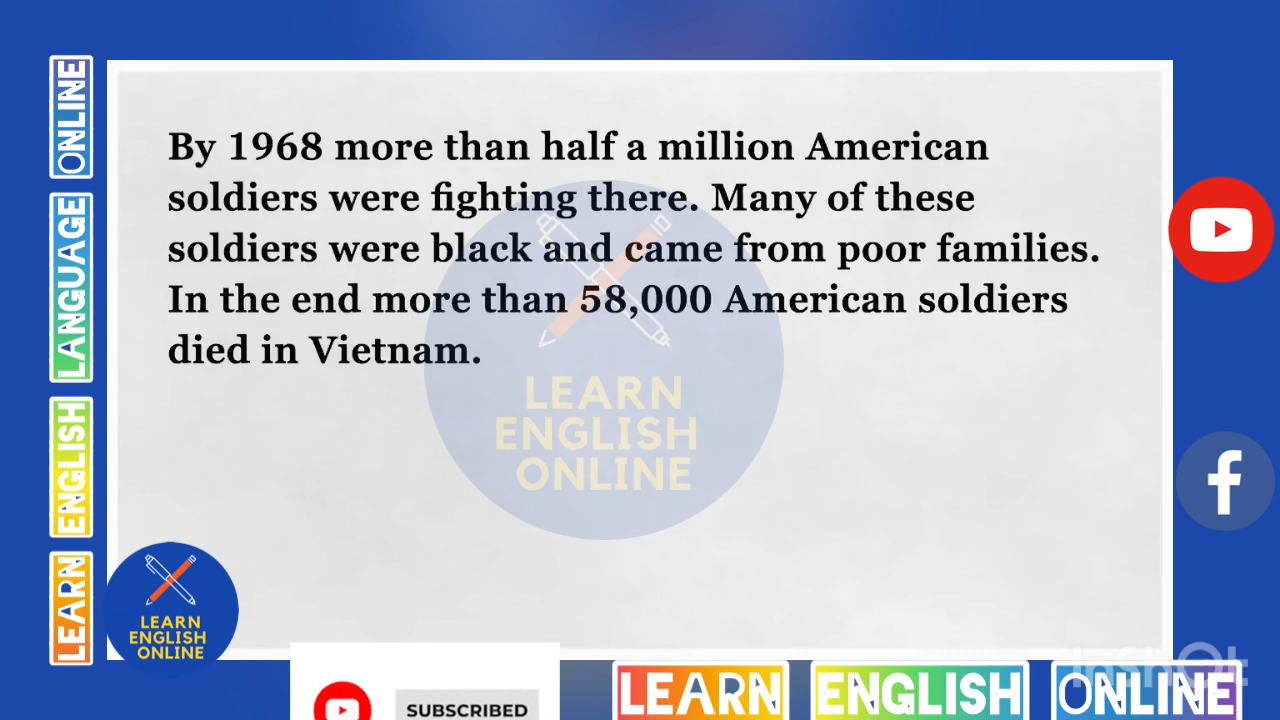 By 1968 more than half a million American
soldiers were fighting there. Many of these
soldiers were black and came from poor families.
In the end more than 58,000 American soldiers
died in Vietnam.
LEARN
ENGLISH
ONLINE
LEARN ENGLISH LANGUAGE ONLINE
LEARN
ENGLISH
ONLINE
SUBSCRIBED
LEARN ENGLISH ONLINE
InShOt